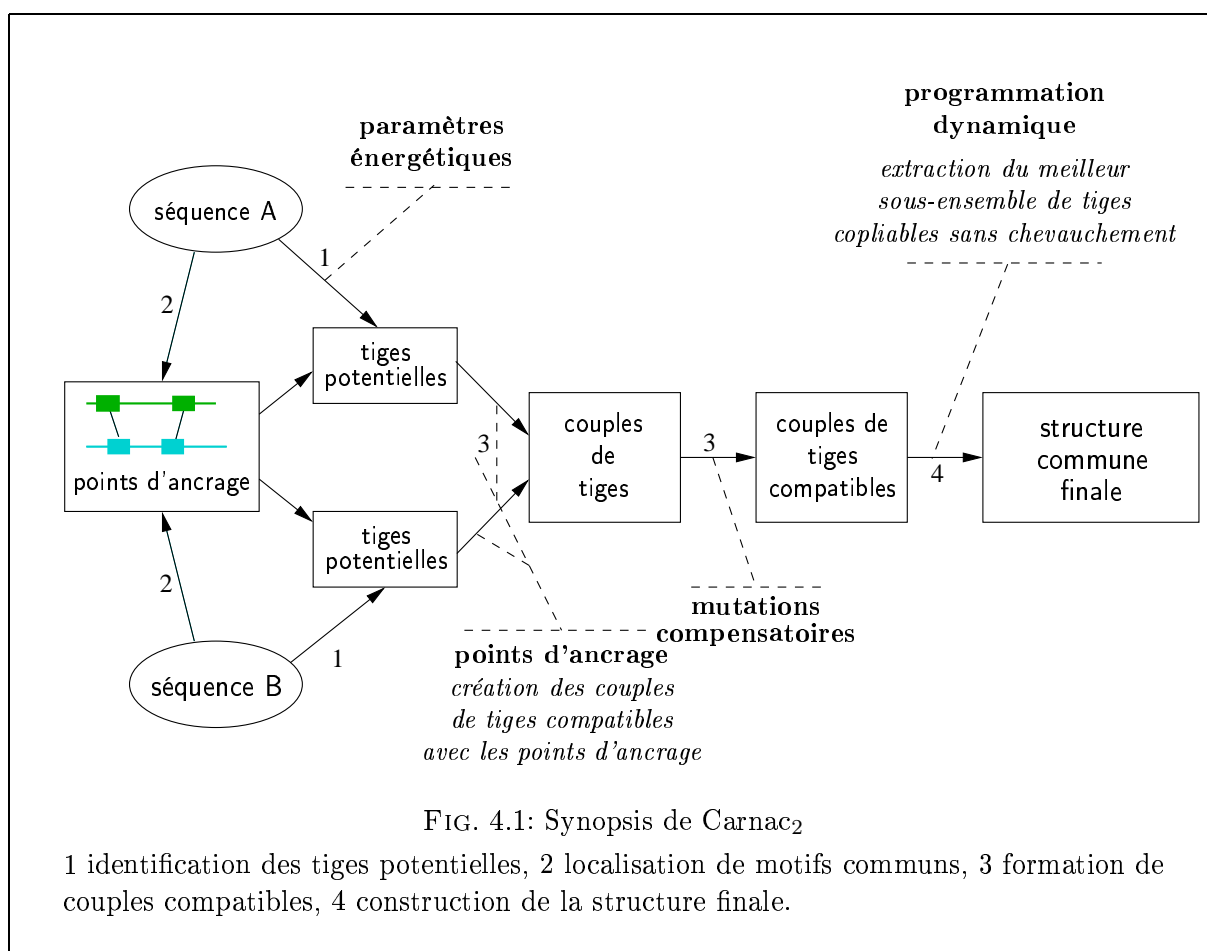 programmation
dynamique
extraction du meilleur
sous-ensemble de tiges
copliables sans chevauchement
paramètres
énergétiques
séquence A
1
2
tiges
potentielles
points d'ancrage
3
couples
de
tiges
3
couples de
tiges
compatibles
4
structure
commune
finale
tiges
potentielles
2
1
séquence B
mutations
compensatoires
points d'ancrage
création des couples
de tiges compatibles
avec les points d'ancrage
FIG. 4.1: Synopsis de Carnac₂
1 identification des tiges potentielles, 2 localisation de motifs communs, 3 formation de
couples compatibles, 4 construction de la structure finale.